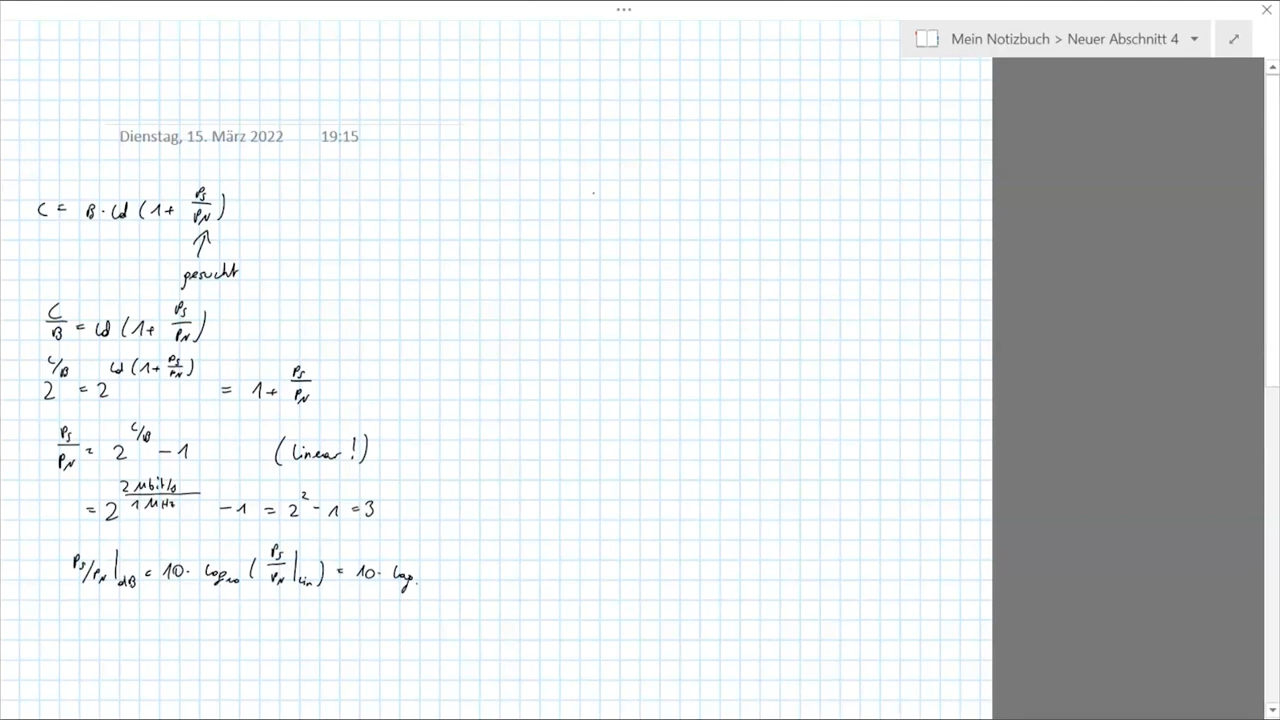 Mein Notizbuch > Neuer Abschnitt 4
Dienstag, 15. März 2022 19:15
C = B · ld (1 + Ps/PN)
gesucht
C/B = ld (1 + Ps/PN)
2^(C/B) = 2^(ld(1 + Ps/PN)) = 1 + Ps/PN
Ps/PN = 2^(C/B) - 1 (linear!)
= 2^(2 Mbit/s / 1 MHz) - 1 = 2^2 - 1 = 3
Ps/PN |dB = 10 · log10 (Ps/PN |lin) = 10 · log